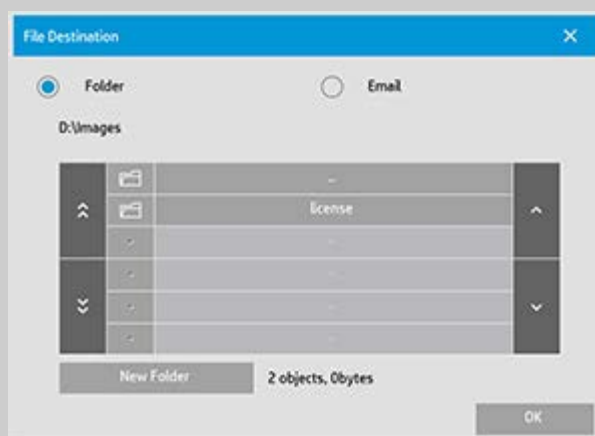 File Destination
Folder Email
D:\Images
..
license
New Folder 2 objects, 0bytes
OK